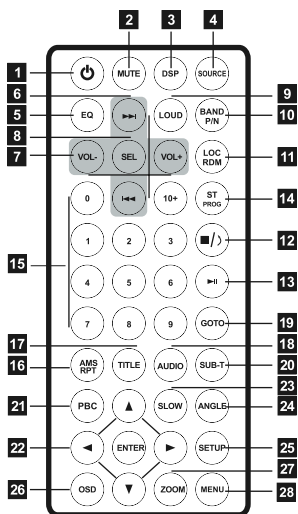 2 3 4
1 MUTE DSP SOURCE
6 9
5 EQ LOUD BAND P/N 10
8
7 VOL- SEL VOL+ LOC RDM 11
0 10+ ST PROG 14
1 2 3 12
15
4 5 6 13
7 8 9 GOTO 19
17 18
16 AMS RPT TITLE AUDIO SUB-T 20
23
21 PBC SLOW ANGLE 24
22 ENTER SETUP 25
27
26 OSD ZOOM MENU 28